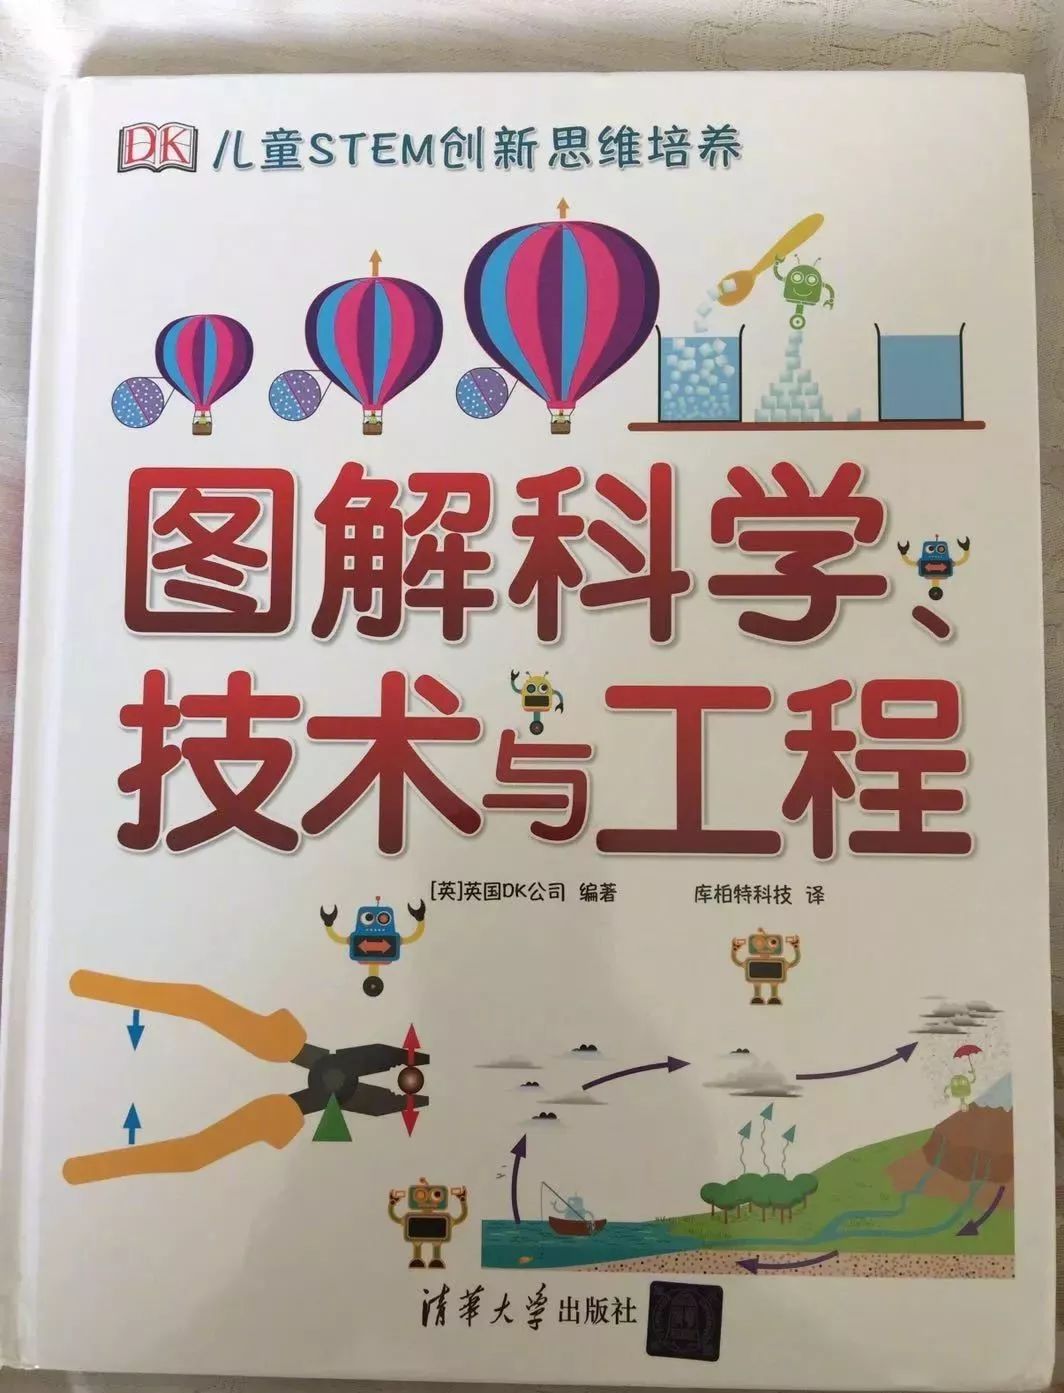 DK 儿童STEM创新思维培养
图解科学、
技术与工程
[英]英国DK公司 编著 库柏特科技 译
清华大学出版社